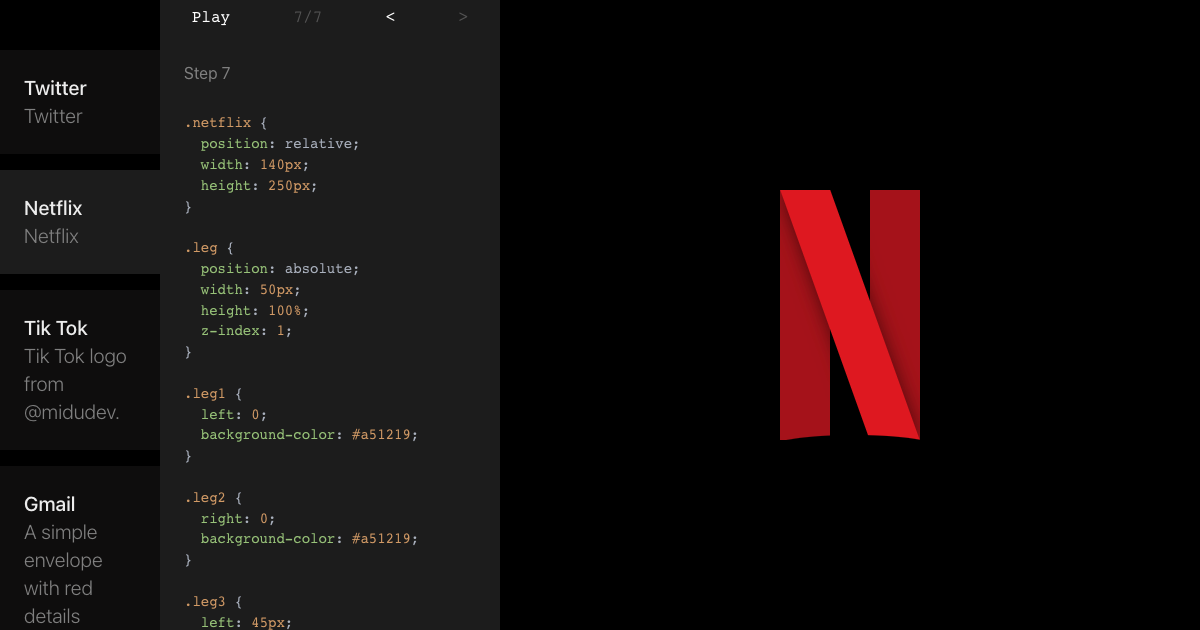 Play 7/7 < >
Twitter
Twitter
Netflix
Netflix
Tik Tok
Tik Tok logo
from
@midudev.
Gmail
A simple
envelope
with red
details
Step 7
.netflix {
  position: relative;
  width: 140px;
  height: 250px;
}
.leg {
  position: absolute;
  width: 50px;
  height: 100%;
  z-index: 1;
}
.leg1 {
  left: 0;
  background-color: #a51219;
}
.leg2 {
  right: 0;
  background-color: #a51219;
}
.leg3 {
  left: 45px;